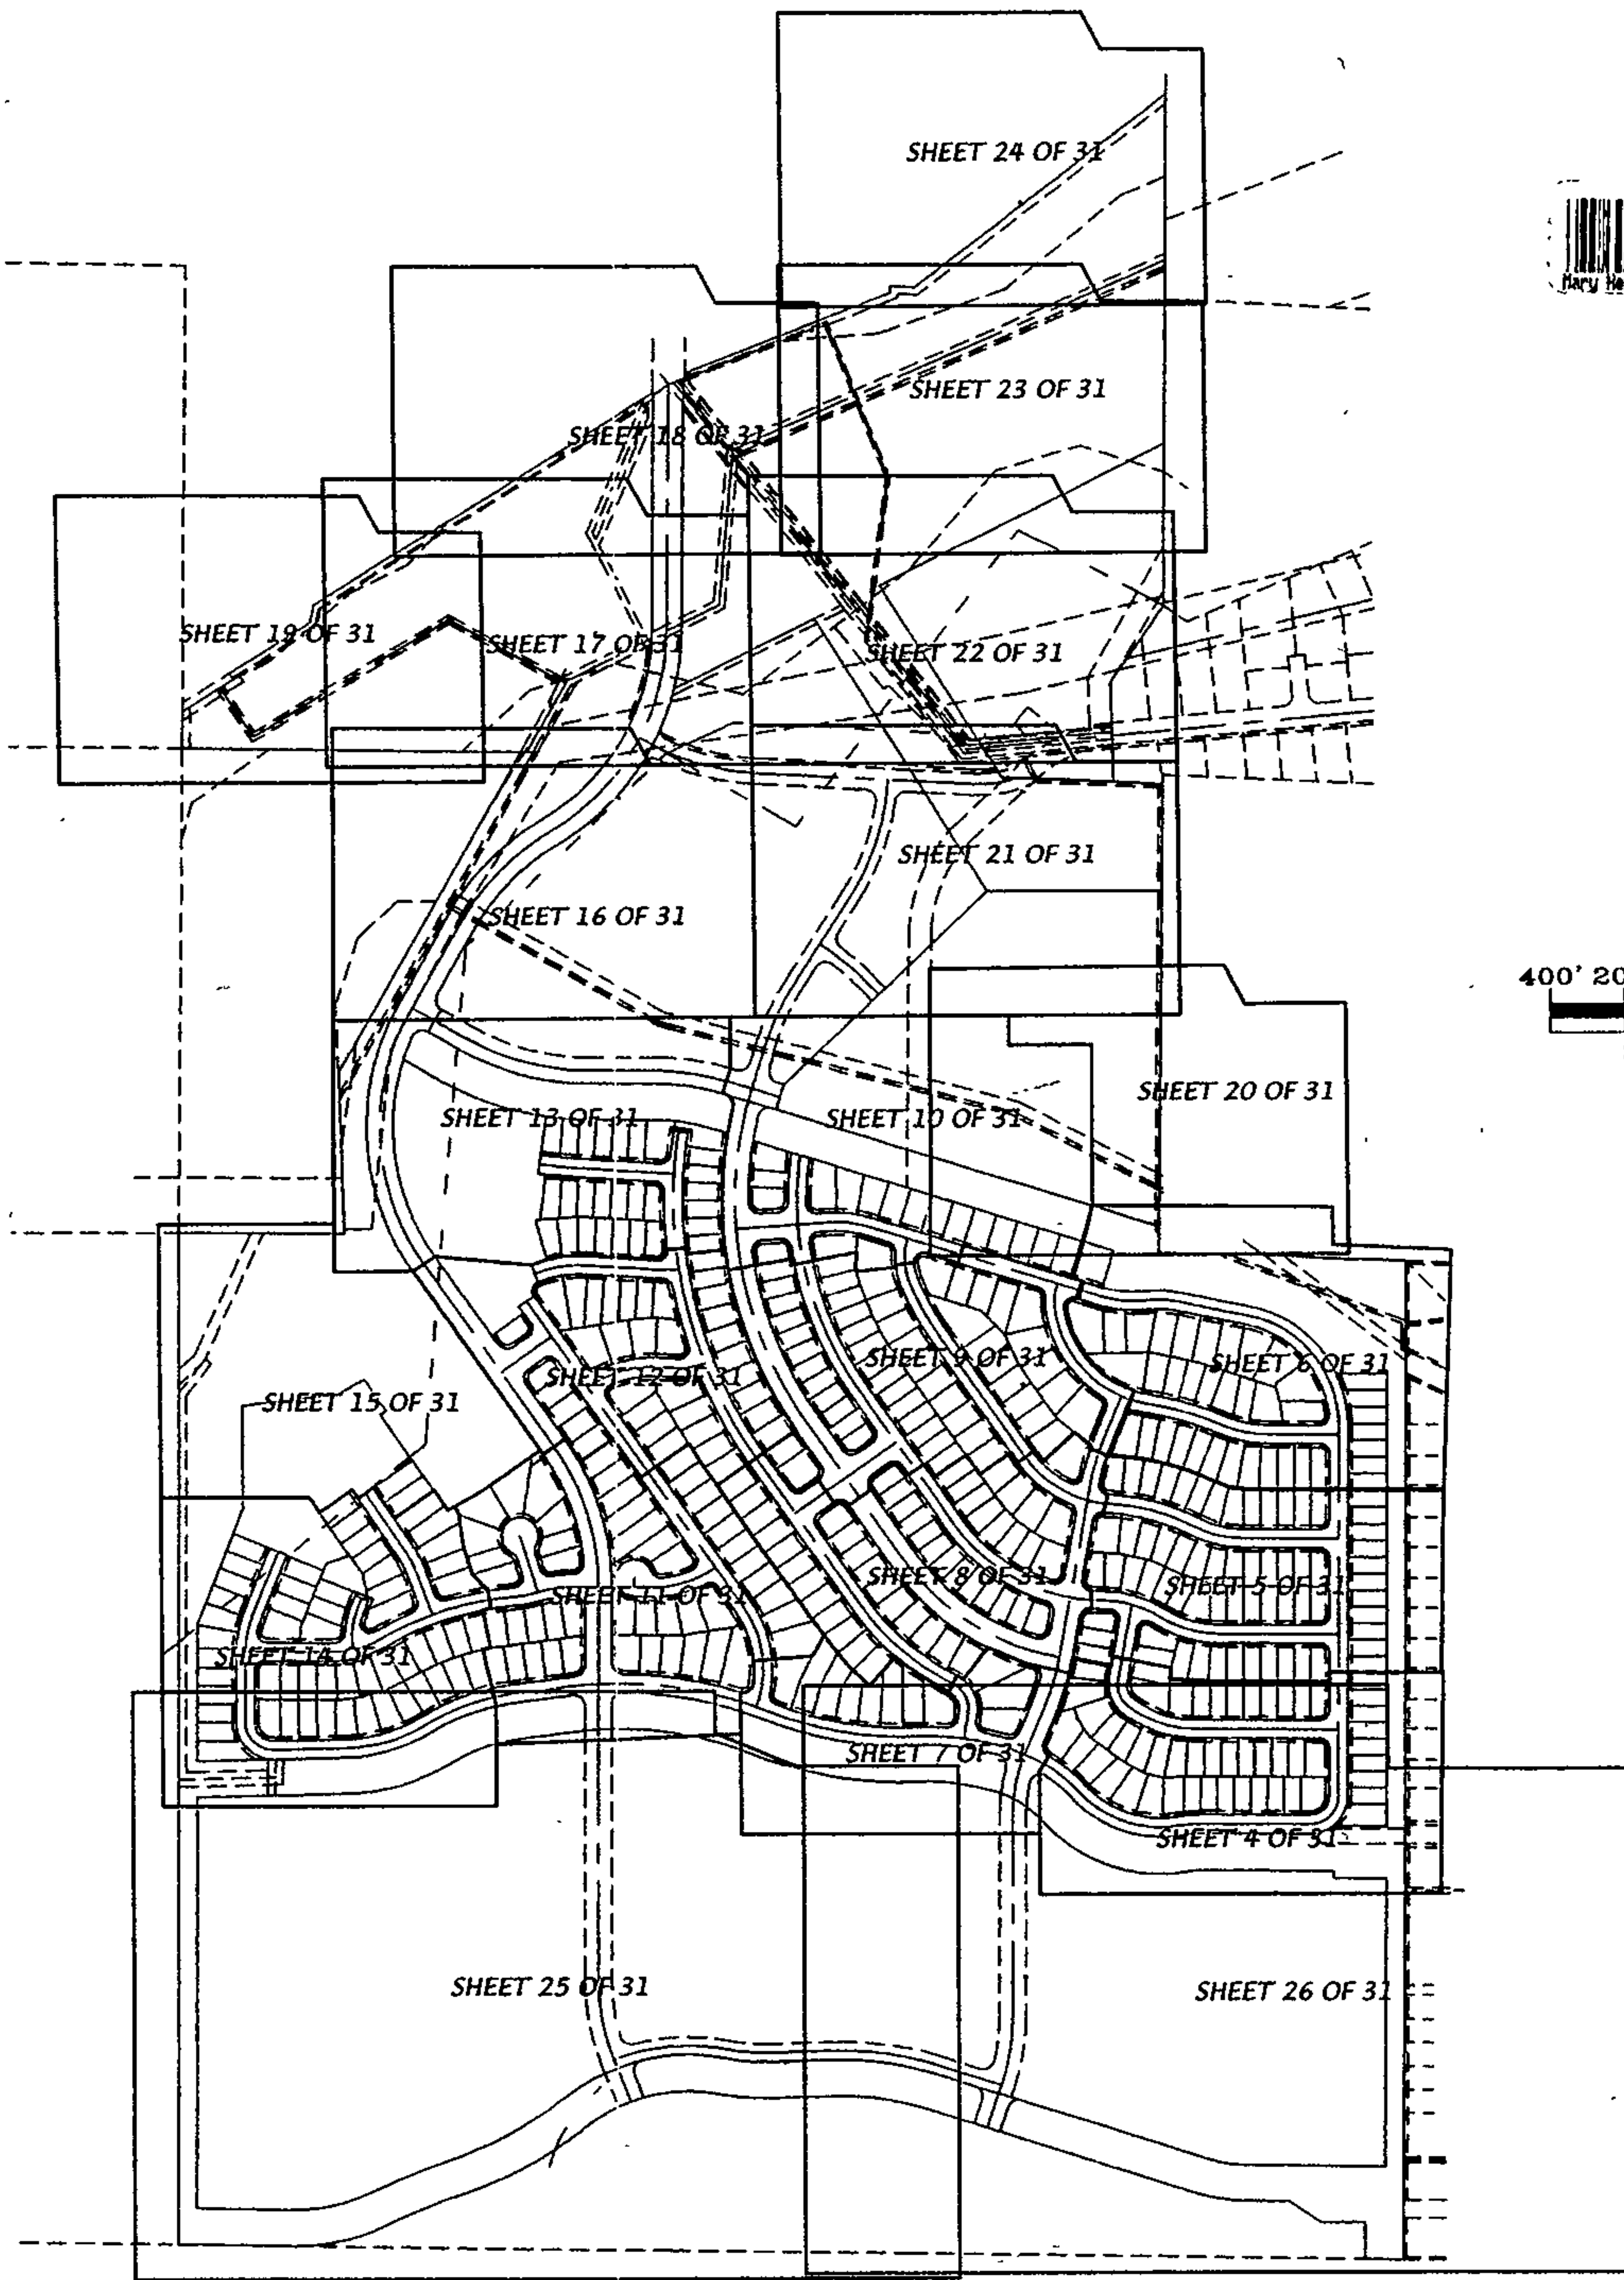 SHEET 24 OF 31
SHEET 23 OF 31
SHEET 18 OF 31
SHEET 19 OF 31
SHEET 17 OF 31
SHEET 22 OF 31
SHEET 21 OF 31
SHEET 16 OF 31
400' 20
SHEET 20 OF 31
SHEET 13 OF 31
SHEET 10 OF 31
SHEET 9 OF 31
SHEET 6 OF 31
SHEET 12 OF 31
SHEET 15 OF 31
SHEET 8 OF 31
SHEET 5 OF 31
SHEET 11 OF 31
SHEET 14 OF 31
SHEET 7 OF 31
SHEET 4 OF 31
SHEET 25 OF 31
SHEET 26 OF 31